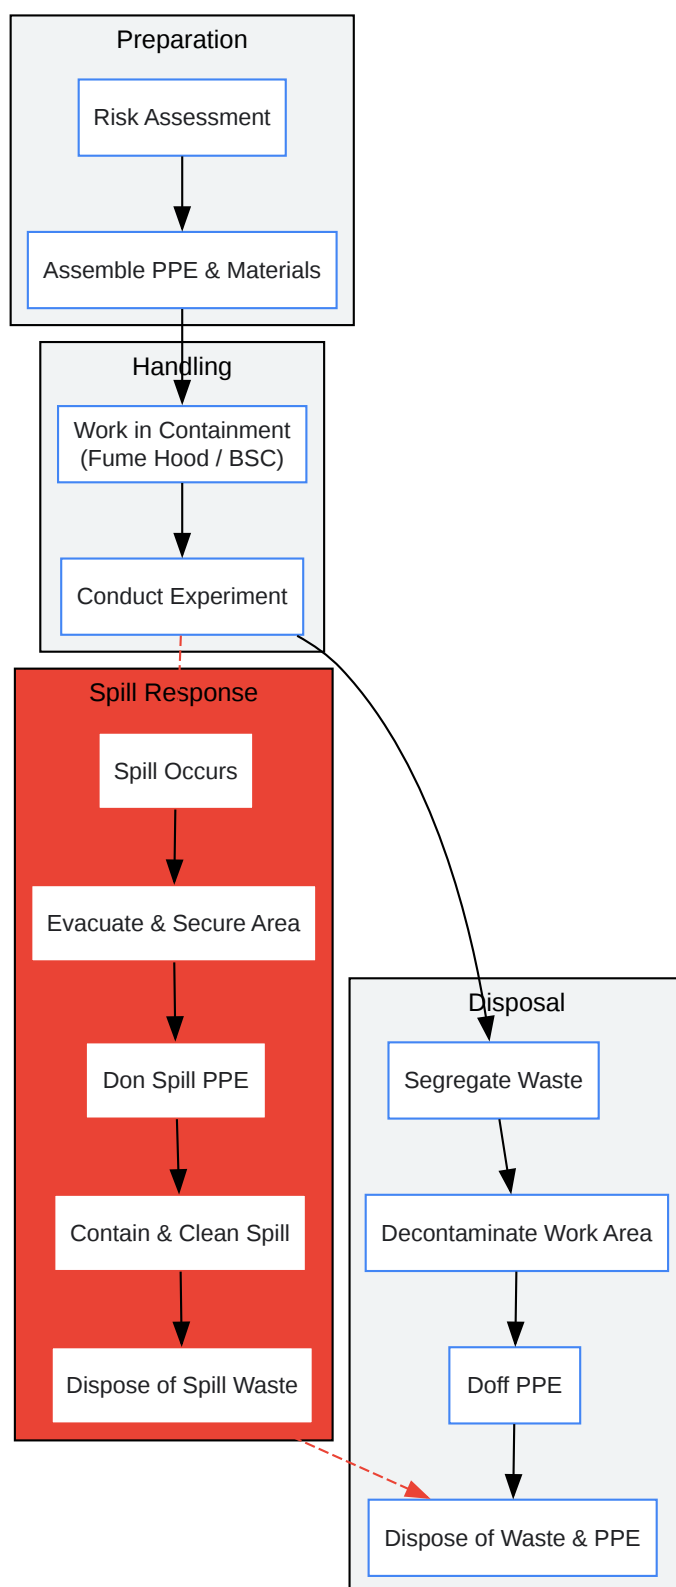 Preparation
Risk Assessment
Assemble PPE & Materials
Handling
Work in Containment
(Fume Hood / BSC)
Conduct Experiment
Spill Response
Spill Occurs
Evacuate & Secure Area
Don Spill PPE
Contain & Clean Spill
Dispose of Spill Waste
Disposal
Segregate Waste
Decontaminate Work Area
Doff PPE
Dispose of Waste & PPE